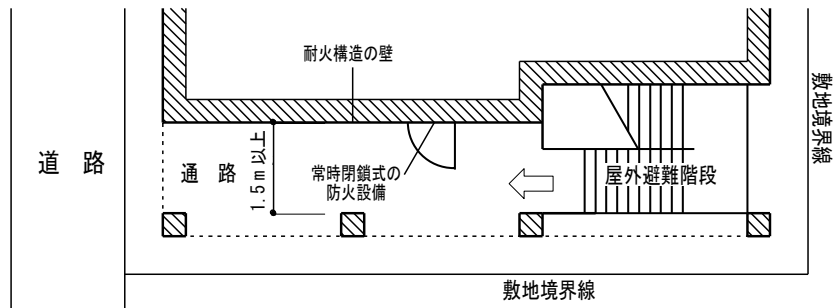 耐火構造の壁
敷地境界線
道 路
通 路
1.5m以上
常時閉鎖式の
防火設備
屋外避難階段
敷地境界線